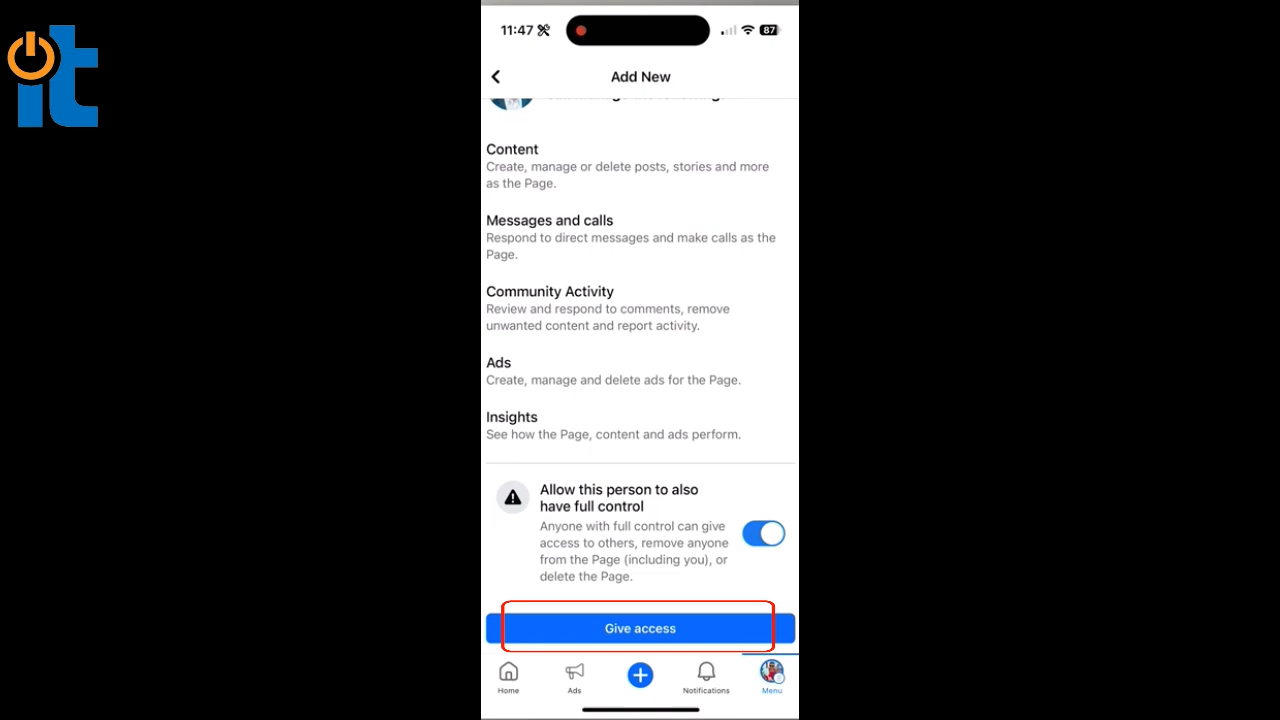 it
11:47
87
Add New
Content
Create, manage or delete posts, stories and more
as the Page.
Messages and calls
Respond to direct messages and make calls as the
Page.
Community Activity
Review and respond to comments, remove
unwanted content and report activity.
Ads
Create, manage and delete ads for the Page.
Insights
See how the Page, content and ads perform.
Allow this person to also
have full control
Anyone with full control can give
access to others, remove anyone
from the Page (including you), or
delete the Page.
Give access
Home
Ads
Notifications
Menu